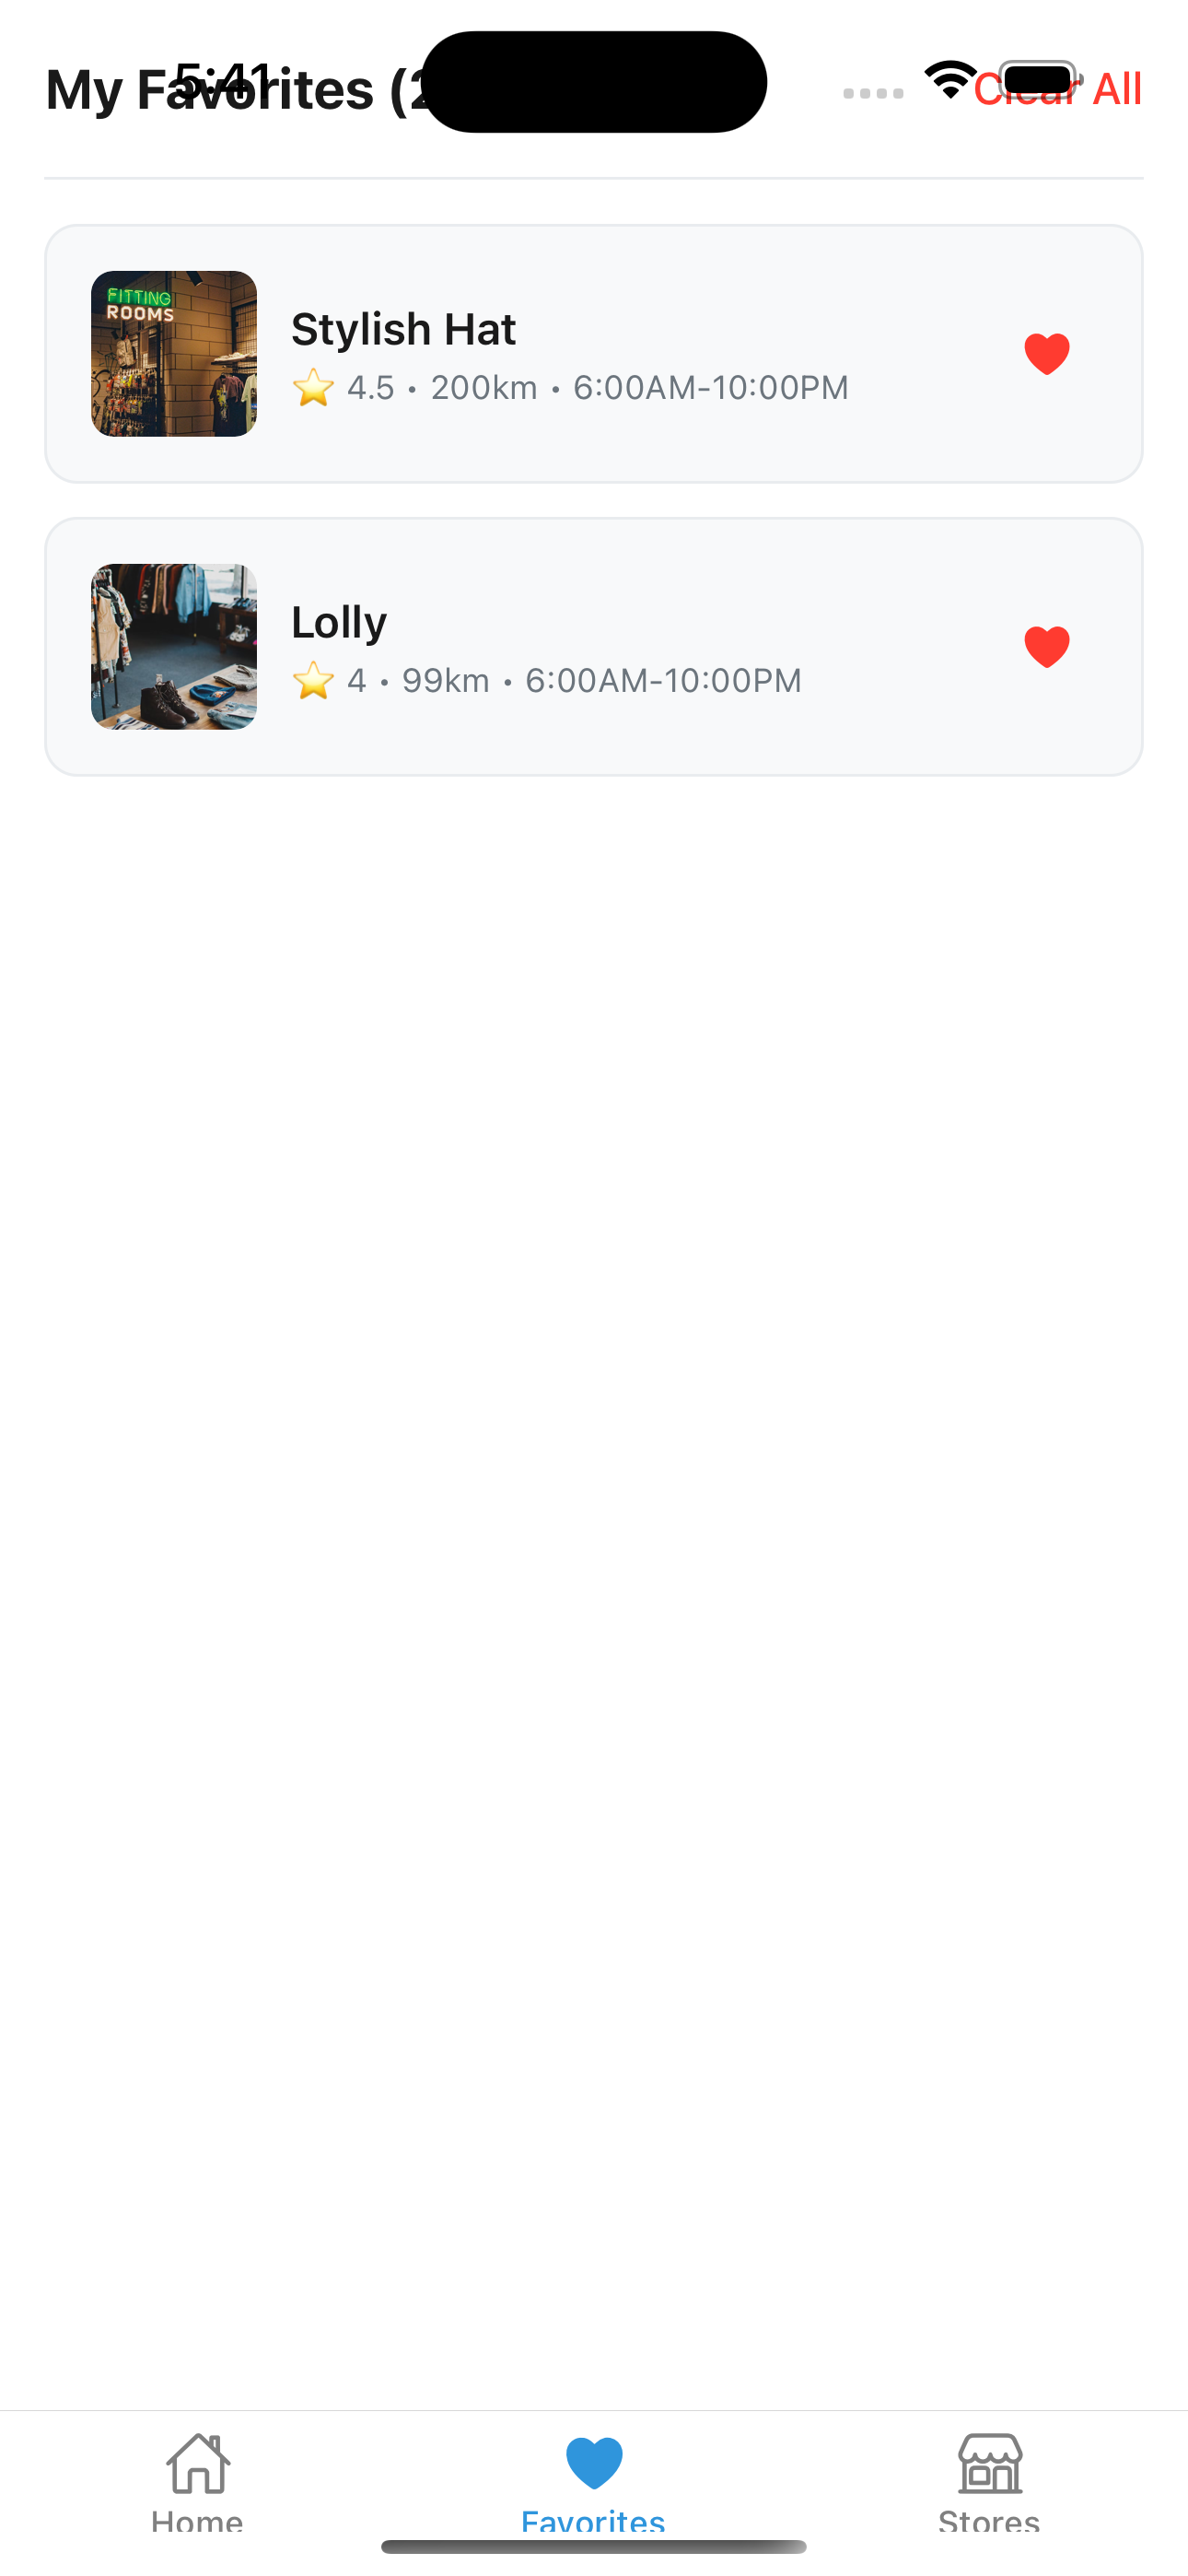 5:41
My Favorites (2
Clear All
FITTING
ROOMS
Stylish Hat
4.5 • 200km • 6:00AM-10:00PM
Lolly
4 • 99km • 6:00AM-10:00PM
Home
Favorites
Stores